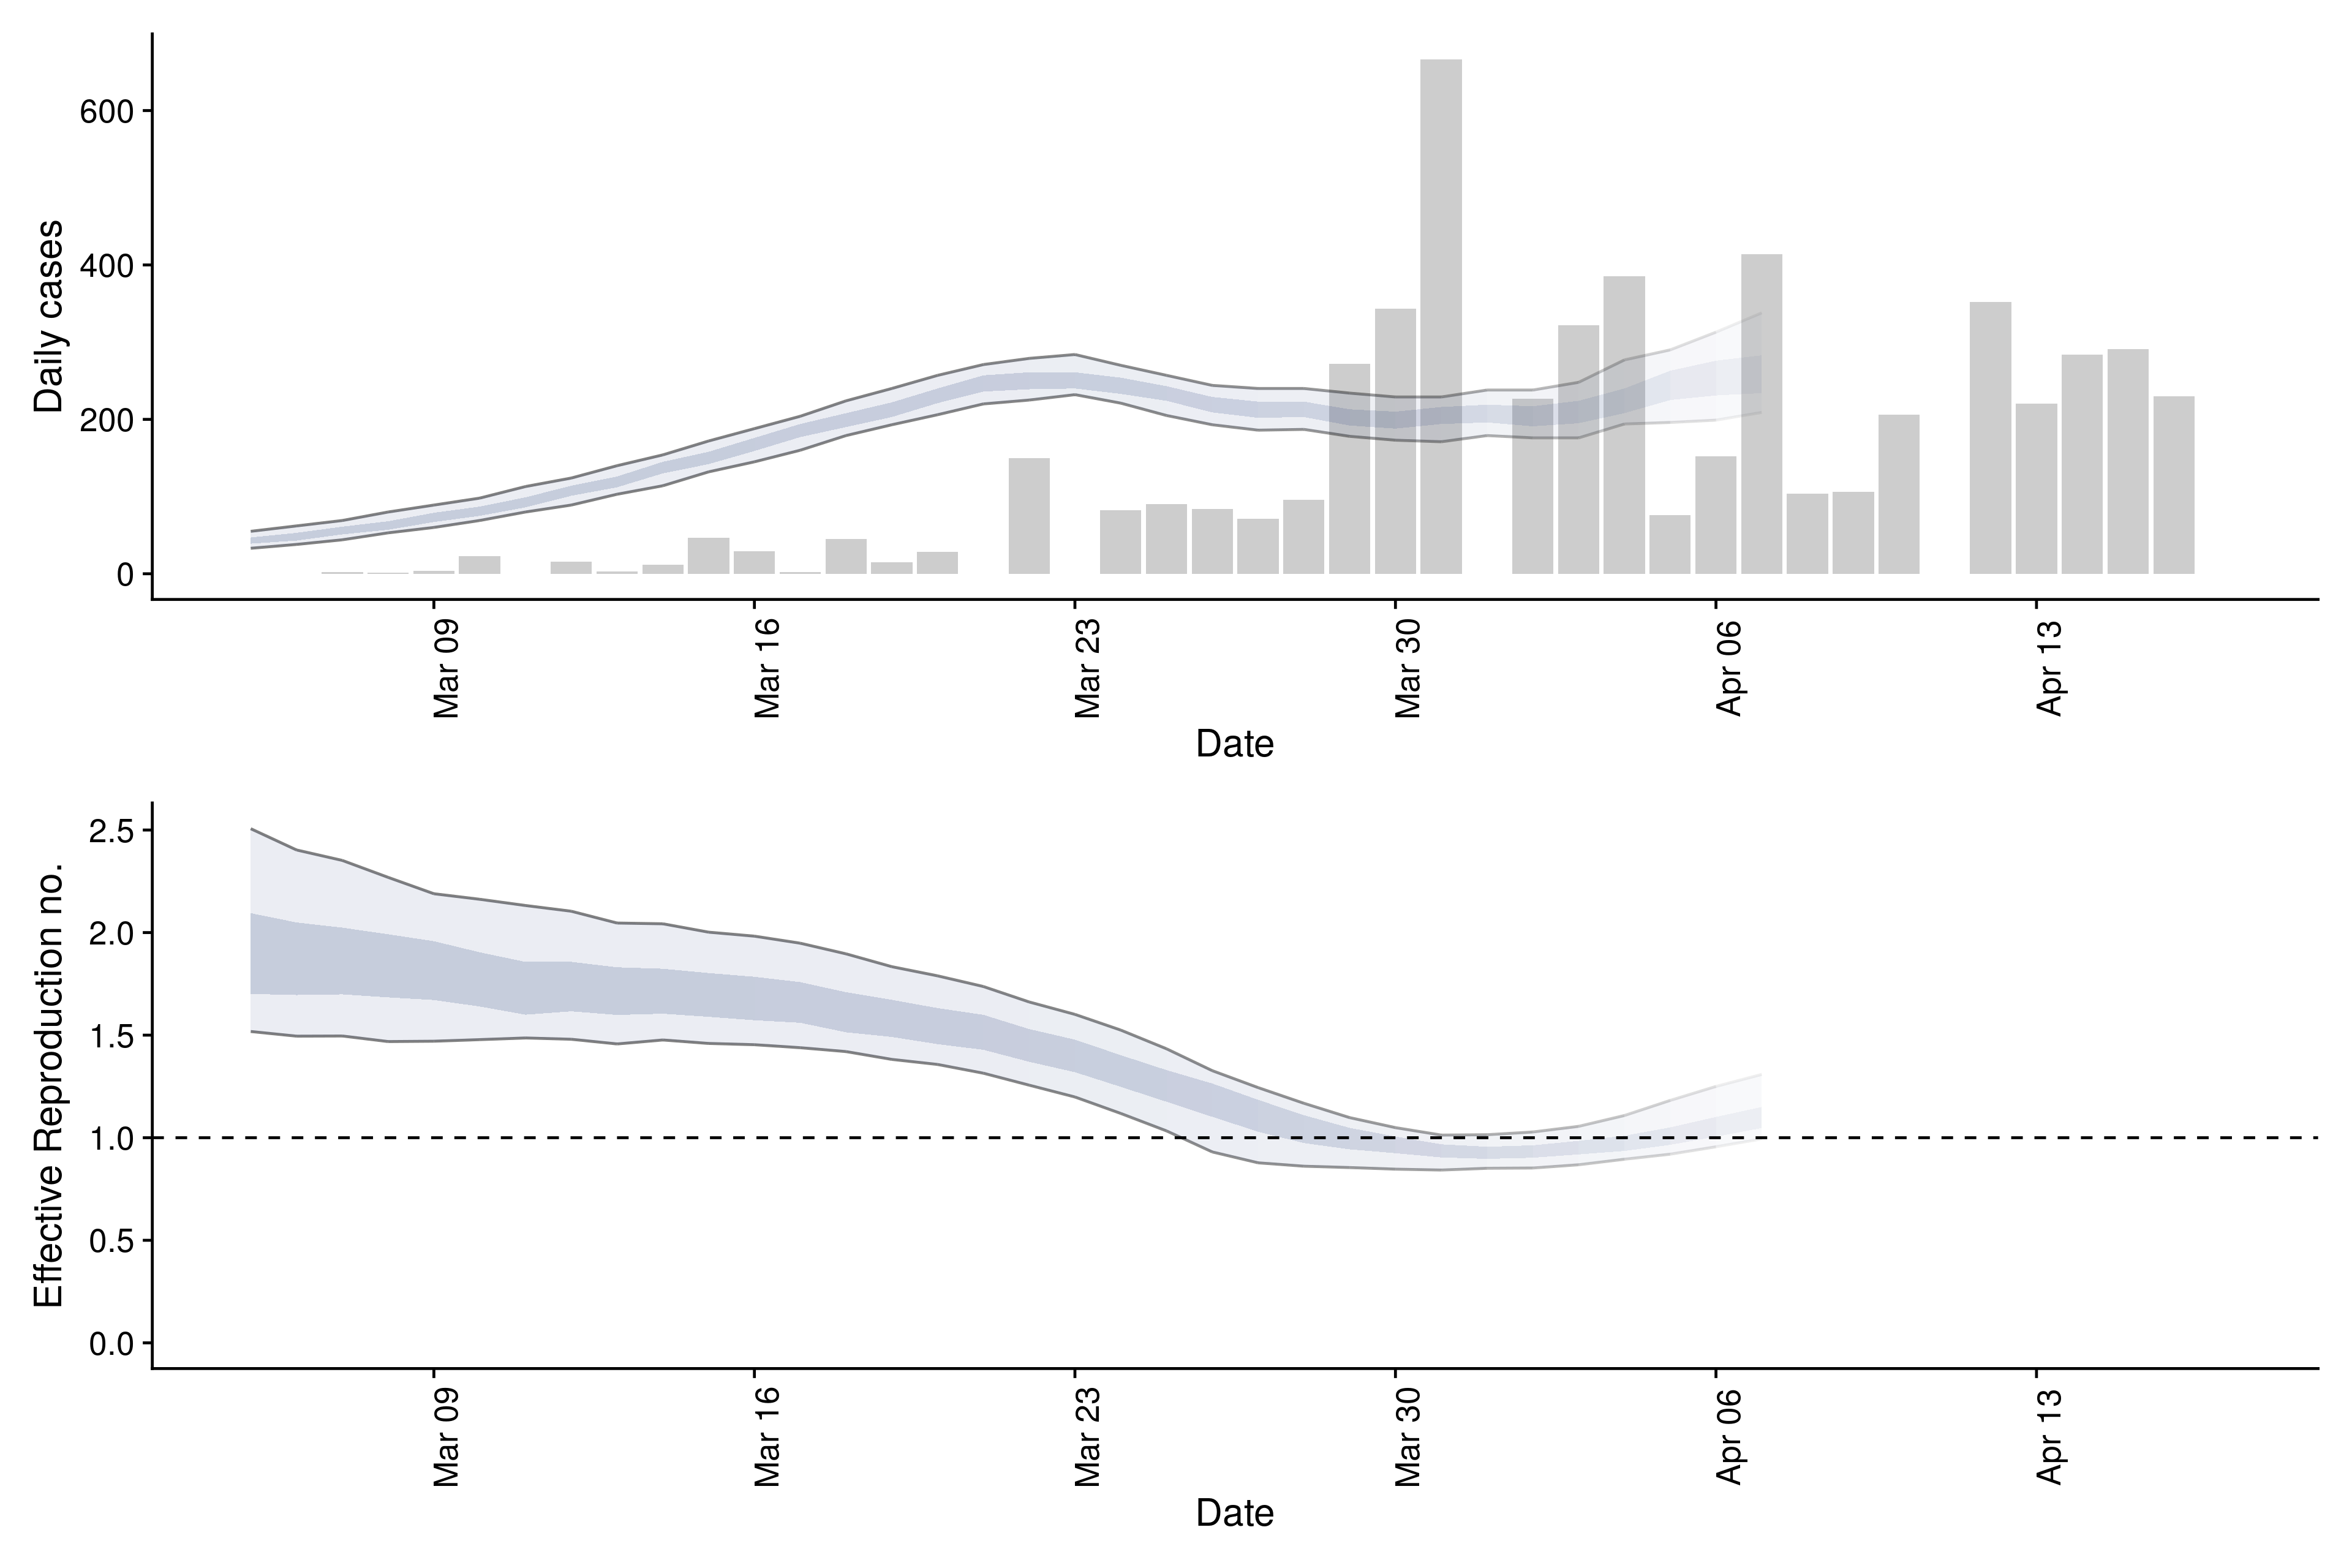 Daily cases
600
400
200
0
Mar 09
Mar 16
Mar 23
Mar 30
Apr 06
Apr 13
Date
Effective Reproduction no.
2.5
2.0
1.5
1.0
0.5
0.0
Mar 09
Mar 16
Mar 23
Mar 30
Apr 06
Apr 13
Date